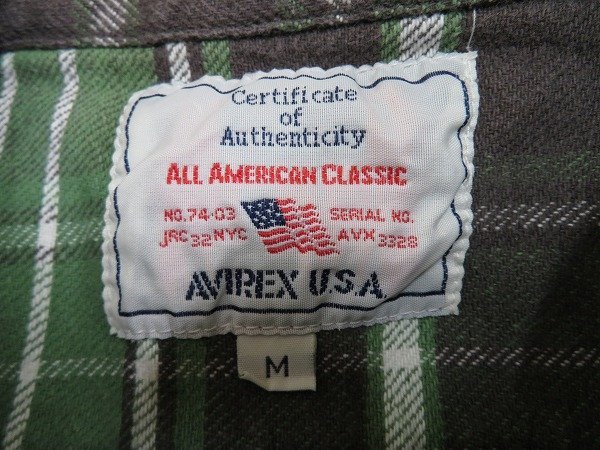 Certificate
of
Authenticity
ALL AMERICAN CLASSIC
NO.74-03 SERIAL NO.
JRC 32 NYC AVX 3328
AVIREX U.S.A.
M